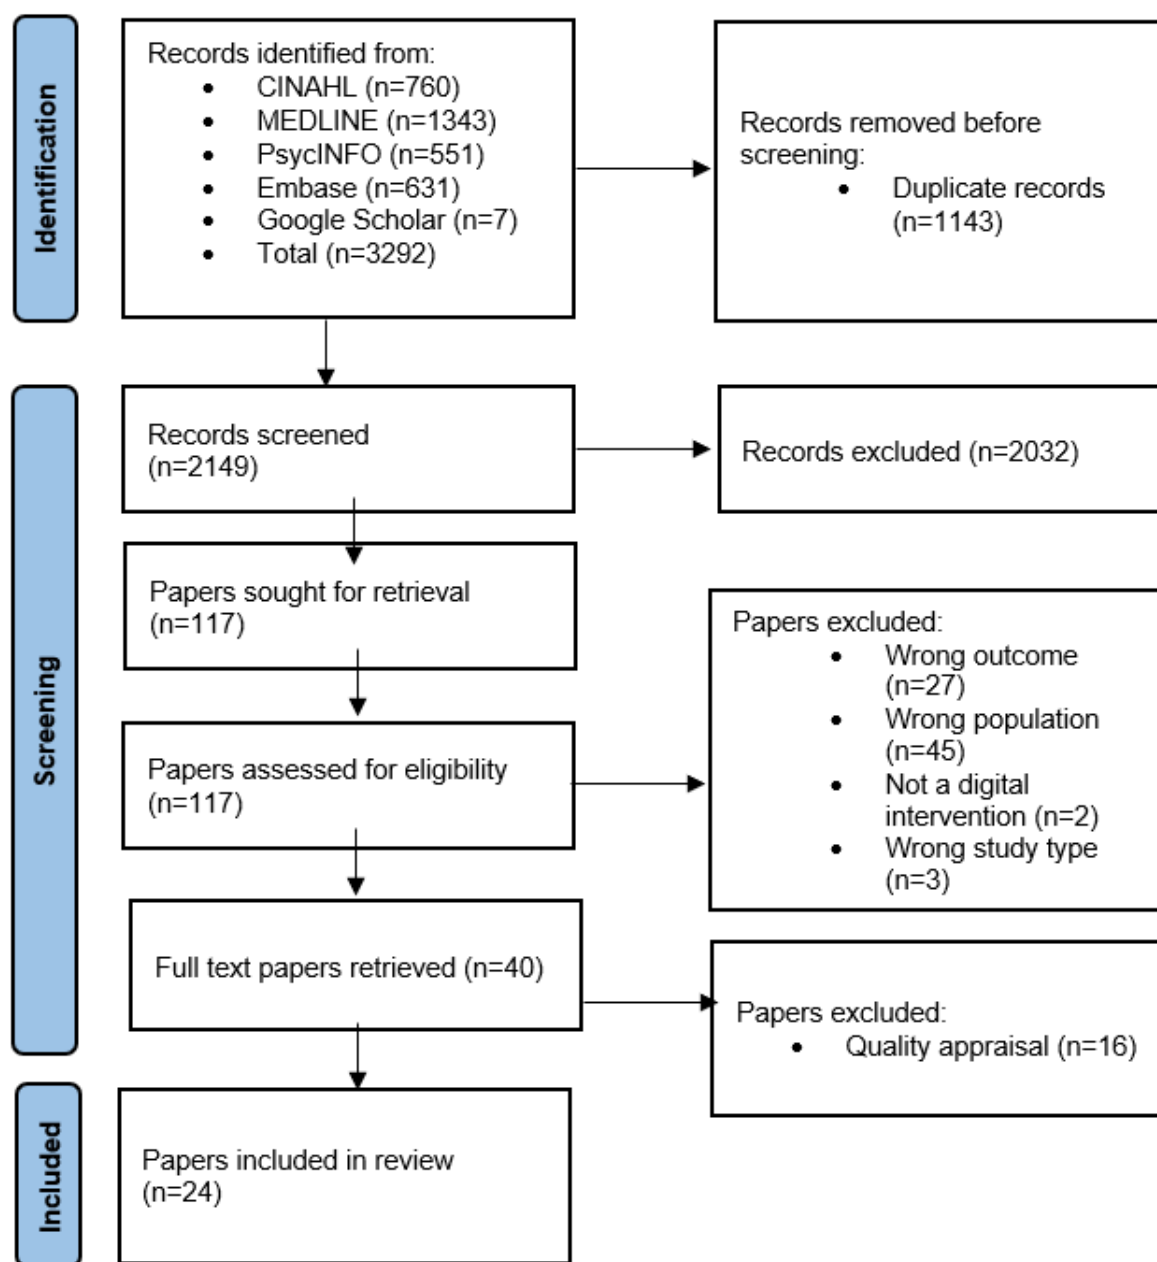 Identification
Records identified from:
• CINAHL (n=760)
• MEDLINE (n=1343)
• PsycINFO (n=551)
• Embase (n=631)
• Google Scholar (n=7)
• Total (n=3292)
Records removed before
screening:
• Duplicate records
(n=1143)
Screening
Records screened
(n=2149)
Records excluded (n=2032)
Papers sought for retrieval
(n=117)
Papers assessed for eligibility
(n=117)
Papers excluded:
• Wrong outcome
(n=27)
• Wrong population
(n=45)
• Not a digital
intervention (n=2)
• Wrong study type
(n=3)
Full text papers retrieved (n=40)
Papers excluded:
• Quality appraisal (n=16)
Included
Papers included in review
(n=24)